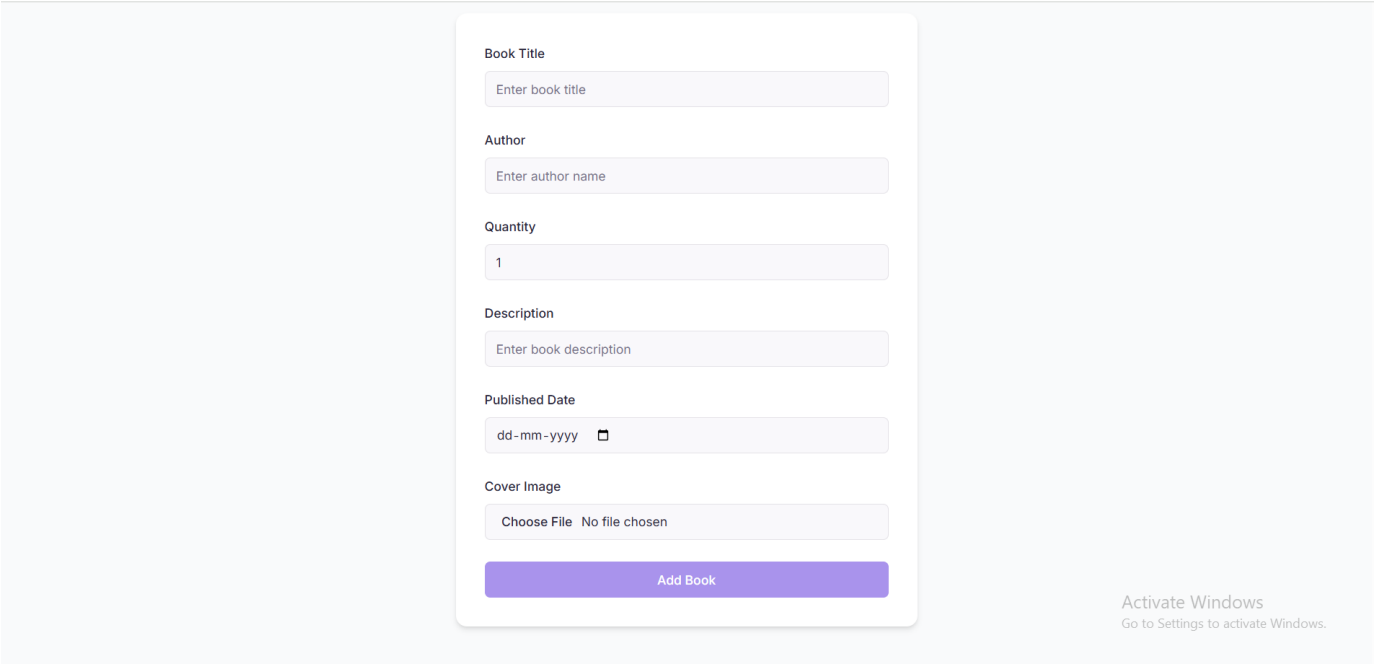 Book Title
Enter book title
Author
Enter author name
Quantity
1
Description
Enter book description
Published Date
dd-mm-yyyy
Cover Image
Choose File No file chosen
Add Book
Activate Windows
Go to Settings to activate Windows.